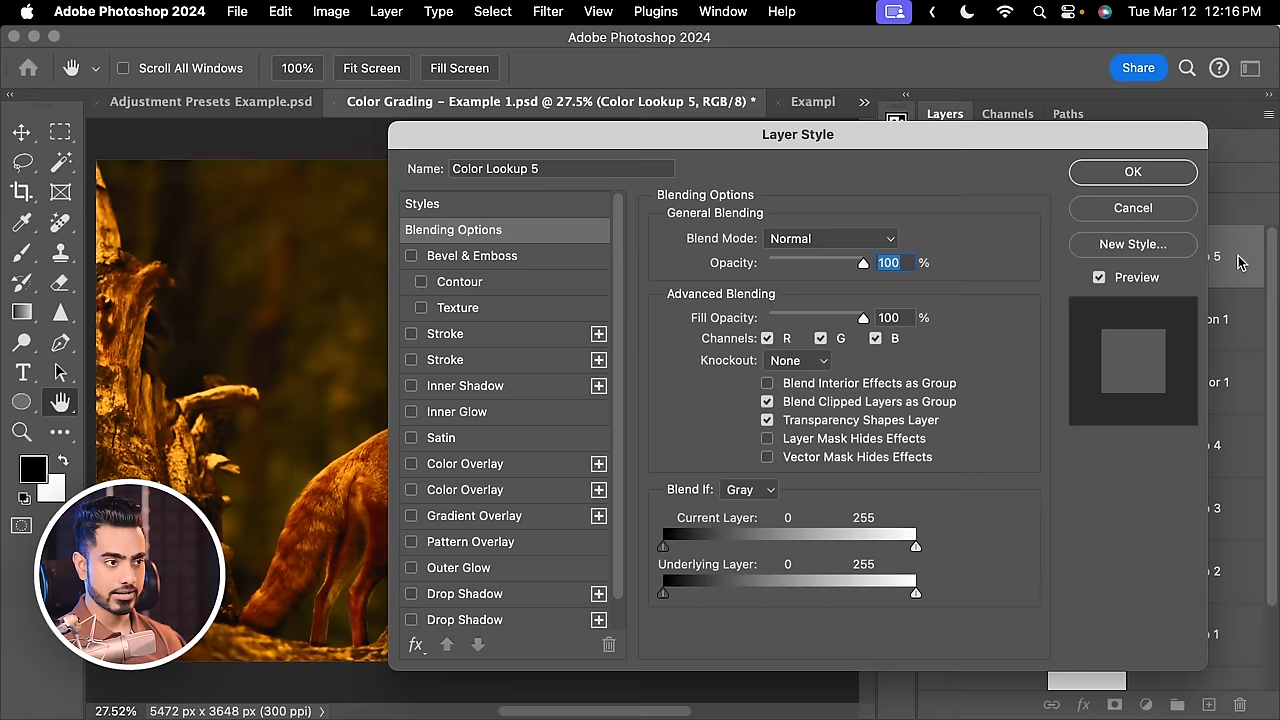 Adobe Photoshop 2024 File Edit Image Layer Type Select Filter View Plugins Window Help Tue Mar 12 12:16 PM
Adobe Photoshop 2024
Scroll All Windows 100% Fit Screen Fill Screen Share
Adjustment Presets Example.psd Color Grading – Example 1.psd @ 27.5% (Color Lookup 5, RGB/8) * Exampl
Layers Channels Paths
Layer Style
Name: Color Lookup 5
OK
Cancel
New Style...
Preview
Styles
Blending Options
Bevel & Emboss
Contour
Texture
Stroke
Stroke
Inner Shadow
Inner Glow
Satin
Color Overlay
Color Overlay
Gradient Overlay
Pattern Overlay
Outer Glow
Drop Shadow
Drop Shadow
fx
Blending Options
General Blending
Blend Mode: Normal
Opacity: 100 %
Advanced Blending
Fill Opacity: 100 %
Channels: R G B
Knockout: None
Blend Interior Effects as Group
Blend Clipped Layers as Group
Transparency Shapes Layer
Layer Mask Hides Effects
Vector Mask Hides Effects
Blend If: Gray
Current Layer: 0 255
Underlying Layer: 0 255
p 5
on 1
or 1
o 4
o 3
o 2
o 1
27.52% 5472 px x 3648 px (300 ppi)
fx